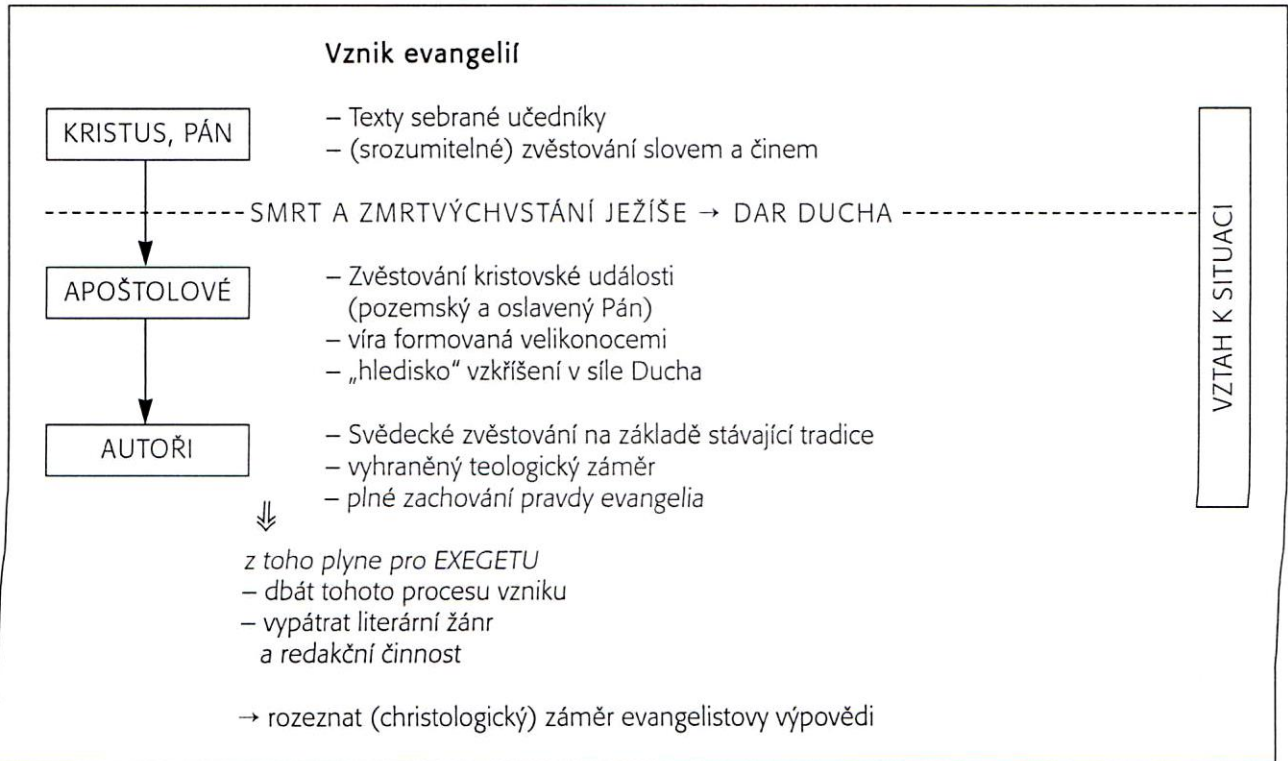 Vznik evangelií
KRISTUS, PÁN
– Texty sebrané učedníky
– (srozumitelné) zvěstování slovem a činem
SMRT A ZMRTVÝCHVSTÁNÍ JEŽÍŠE → DAR DUCHA
APOŠTOLOVÉ
– Zvěstování kristovské události
(pozemský a oslavený Pán)
– víra formovaná velikonocemi
– „hledisko“ vzkříšení v síle Ducha
AUTOŘI
– Svědecké zvěstování na základě stávající tradice
– vyhraněný teologický záměr
– plné zachování pravdy evangelia
⇓
z toho plyne pro EXEGETU
– dbát tohoto procesu vzniku
– vypátrat literární žánr
a redakční činnost
→ rozeznat (christologický) záměr evangelistovy výpovědi
VZTAH K SITUACI